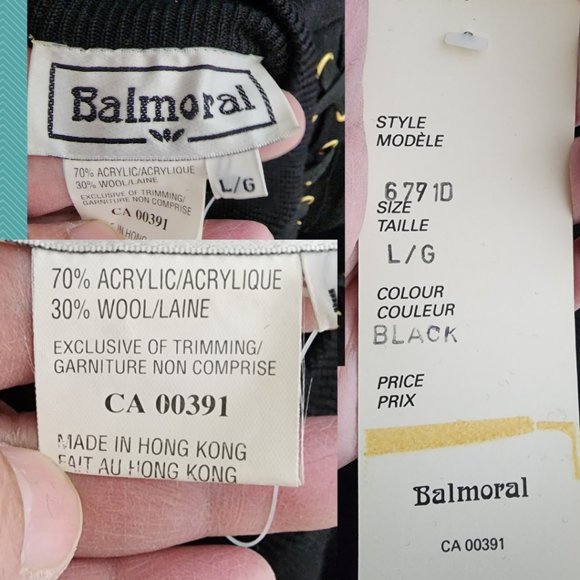 Balmoral
70% ACRYLIC/ACRYLIQUE
30% WOOL/LAINE
EXCLUSIVE OF TRIMMING/
GARNITURE NON COMPRISE
CA 00391
IN HONG
L/G
70% ACRYLIC/ACRYLIQUE
30% WOOL/LAINE
EXCLUSIVE OF TRIMMING/
GARNITURE NON COMPRISE
CA 00391
MADE IN HONG KONG
FAIT AU HONG KONG
STYLE
MODÈLE
6791D
SIZE
TAILLE
L/G
COLOUR
COULEUR
BLACK
PRICE
PRIX
Balmoral
CA 00391